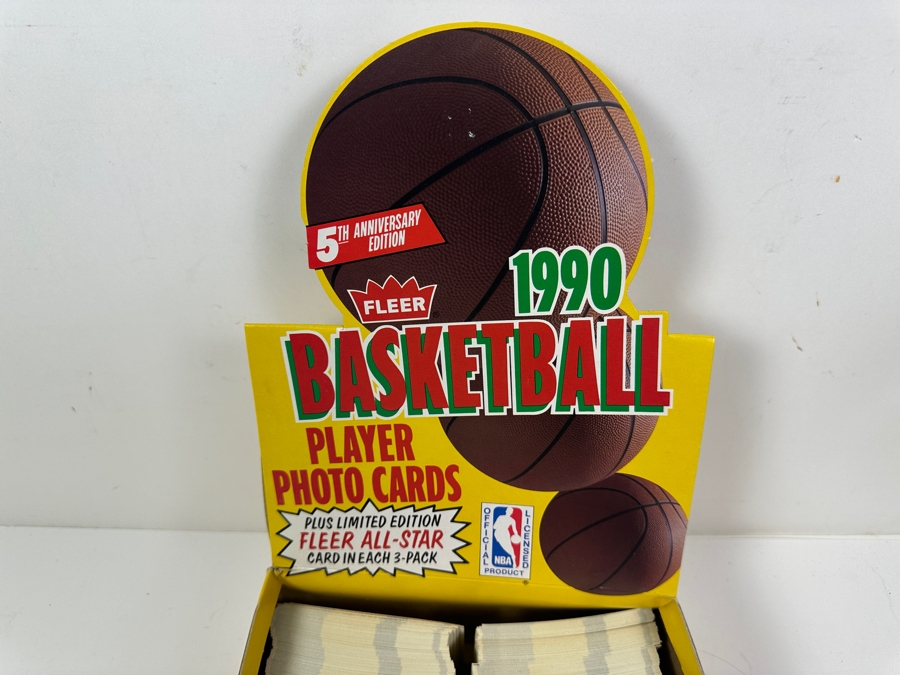 5TH ANNIVERSARY
EDITION
FLEER
1990
BASKETBALL
PLAYER
PHOTO CARDS
PLUS LIMITED EDITION
FLEER ALL-STAR
CARD IN EACH 3-PACK
OFFICIAL
NBA
LICENSED
PRODUCT